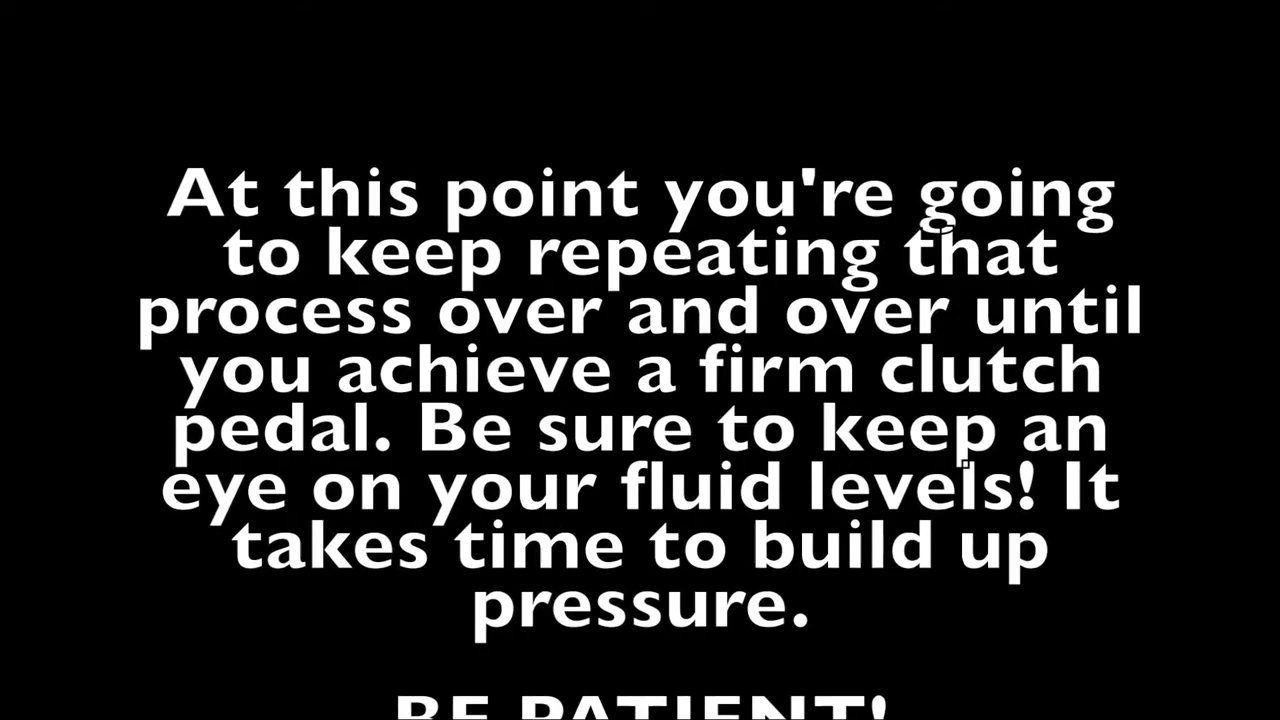 At this point you're going
to keep repeating that
process over and over until
you achieve a firm clutch
pedal. Be sure to keep an
eye on your fluid levels! It
takes time to build up
pressure.
BE PATIENT!